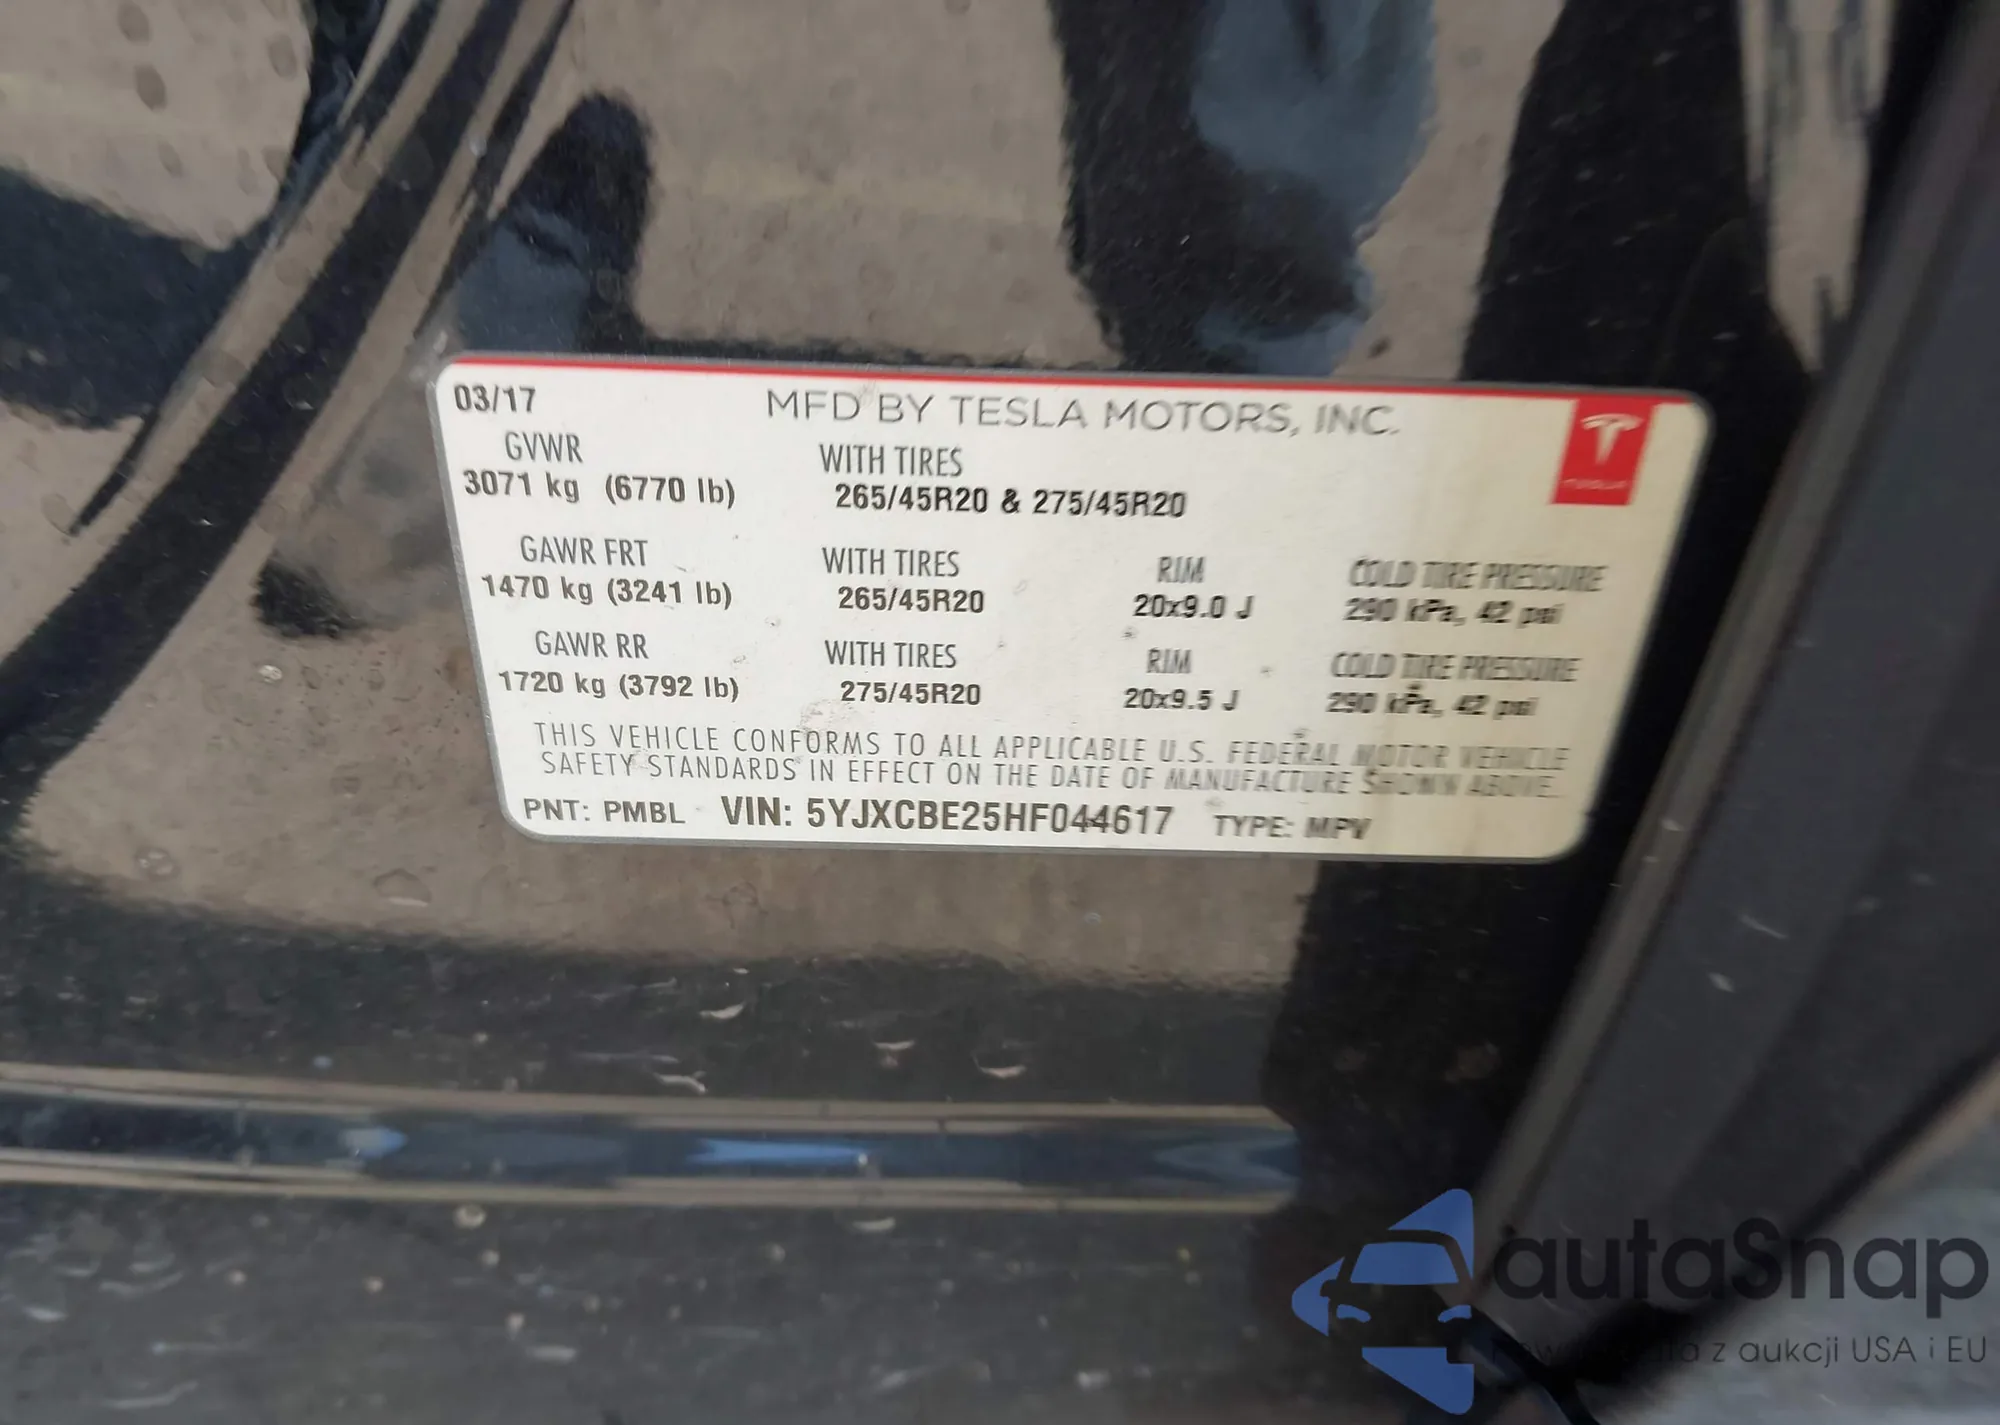 03/17 MFD BY TESLA MOTORS, INC.
GVWR WITH TIRES
3071 kg (6770 lb) 265/45R20 & 275/45R20
TESLA
GAWR FRT WITH TIRES RIM COLD TIRE PRESSURE
1470 kg (3241 lb) 265/45R20 20x9.0 J 290 kPa, 42 psi
GAWR RR WITH TIRES RIM COLD TIRE PRESSURE
1720 kg (3792 lb) 275/45R20 20x9.5 J 290 kPa, 42 psi
THIS VEHICLE CONFORMS TO ALL APPLICABLE U.S. FEDERAL MOTOR VEHICLE
SAFETY STANDARDS IN EFFECT ON THE DATE OF MANUFACTURE SHOWN ABOVE.
PNT: PMBL VIN: 5YJXCBE25HF044617 TYPE: MPV
autaSnap
z aukcji USA i EU